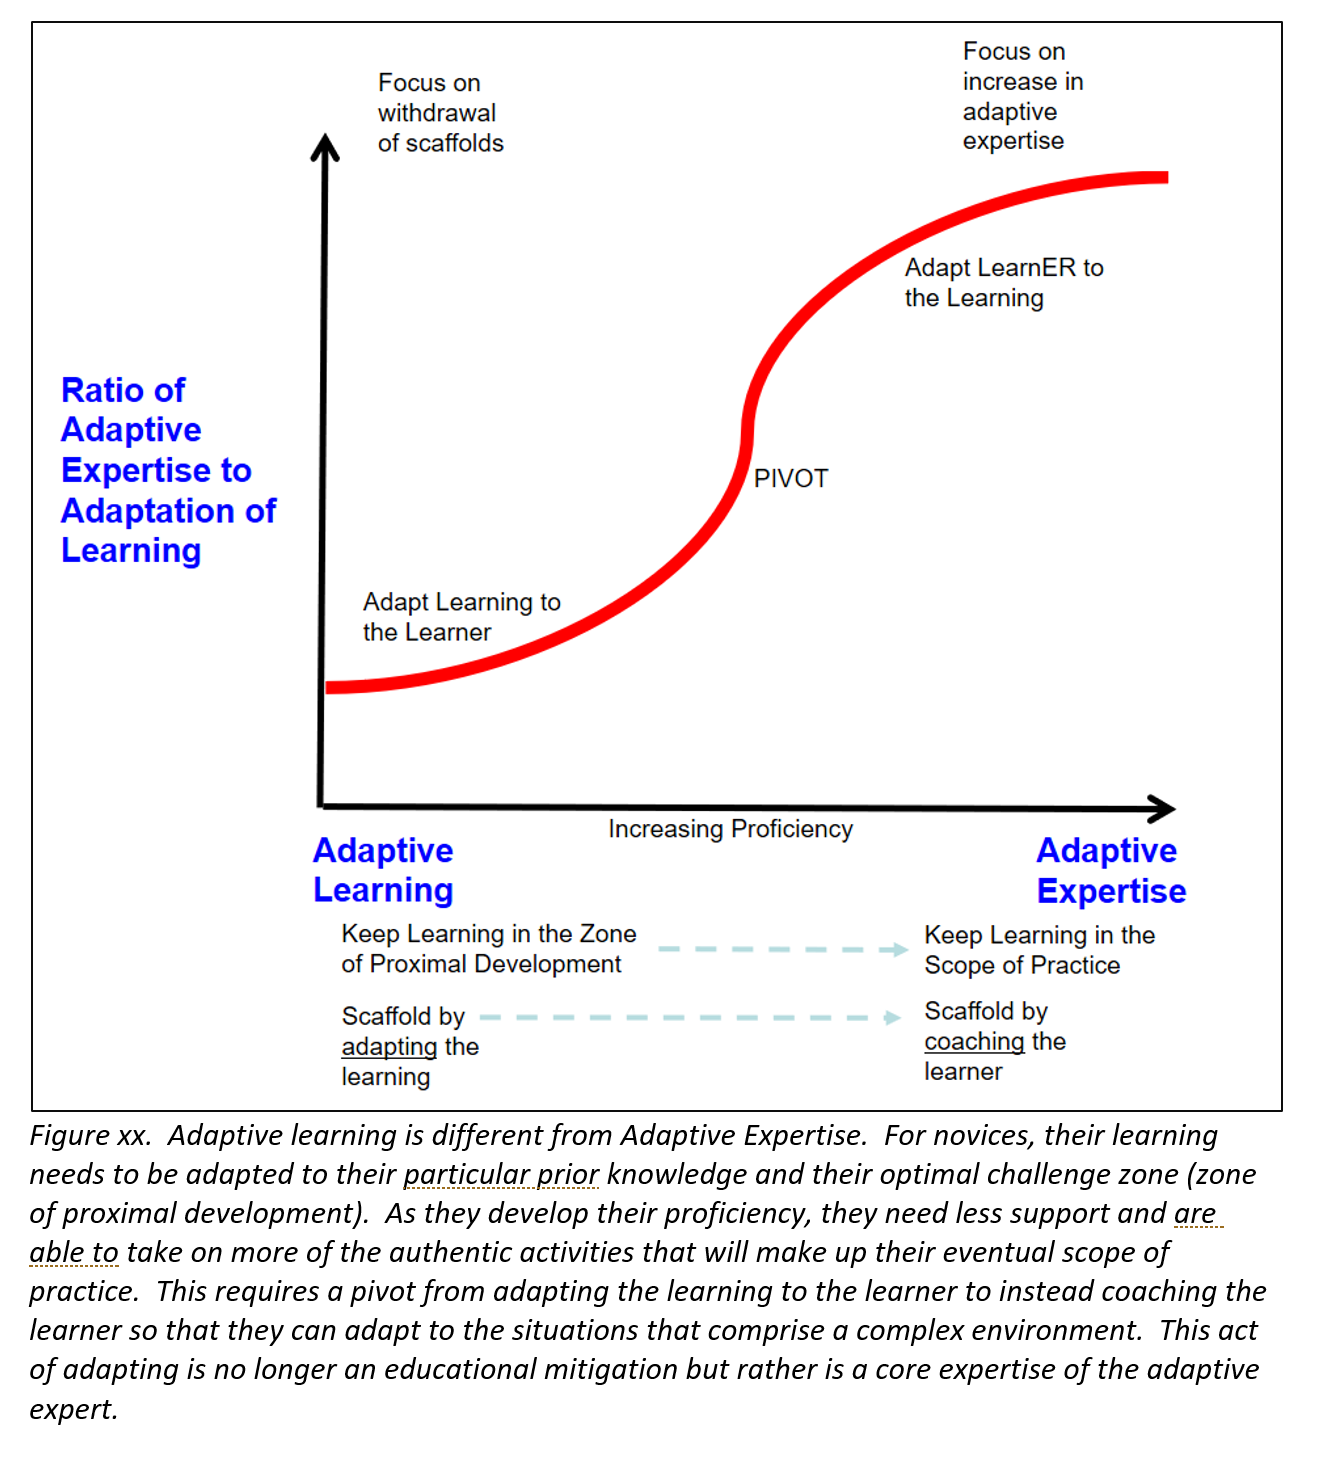 Focus on
withdrawal
of scaffolds
Focus on
increase in
adaptive
expertise
Adapt LearnER to
the Learning
Ratio of
Adaptive
Expertise to
Adaptation of
Learning
PIVOT
Adapt Learning to
the Learner
Increasing Proficiency
Adaptive
Learning
Adaptive
Expertise
Keep Learning in the Zone
of Proximal Development
Keep Learning in the
Scope of Practice
Scaffold by
adapting the
learning
Scaffold by
coaching the
learner
Figure xx.  Adaptive learning is different from Adaptive Expertise.  For novices, their learning
needs to be adapted to their particular prior knowledge and their optimal challenge zone (zone
of proximal development).  As they develop their proficiency, they need less support and are
able to take on more of the authentic activities that will make up their eventual scope of
practice.  This requires a pivot from adapting the learning to the learner to instead coaching the
learner so that they can adapt to the situations that comprise a complex environment.  This act
of adapting is no longer an educational mitigation but rather is a core expertise of the adaptive
expert.